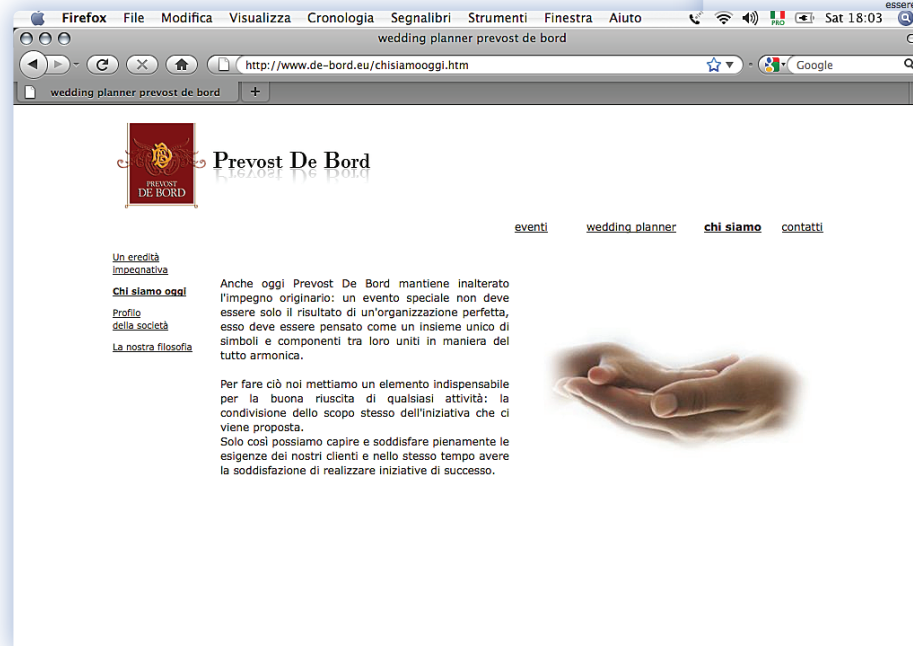 essere
Firefox File Modifica Visualizza Cronologia Segnalibri Strumenti Finestra Aiuto PRO Sat 18:03
wedding planner prevost de bord
http://www.de-bord.eu/chisiamooggi.htm Google
wedding planner prevost de bord +
PREVOST
DE BORD
Prevost De Bord
eventi wedding planner chi siamo contatti
Un eredità
impegnativa
Chi siamo oggi
Profilo
della società
La nostra filosofia
Anche oggi Prevost De Bord mantiene inalterato
l'impegno originario: un evento speciale non deve
essere solo il risultato di un'organizzazione perfetta,
esso deve essere pensato come un insieme unico di
simboli e componenti tra loro uniti in maniera del
tutto armonica.
Per fare ciò noi mettiamo un elemento indispensabile
per la buona riuscita di qualsiasi attività: la
condivisione dello scopo stesso dell'iniziativa che ci
viene proposta.
Solo così possiamo capire e soddisfare pienamente le
esigenze dei nostri clienti e nello stesso tempo avere
la soddisfazione di realizzare iniziative di successo.